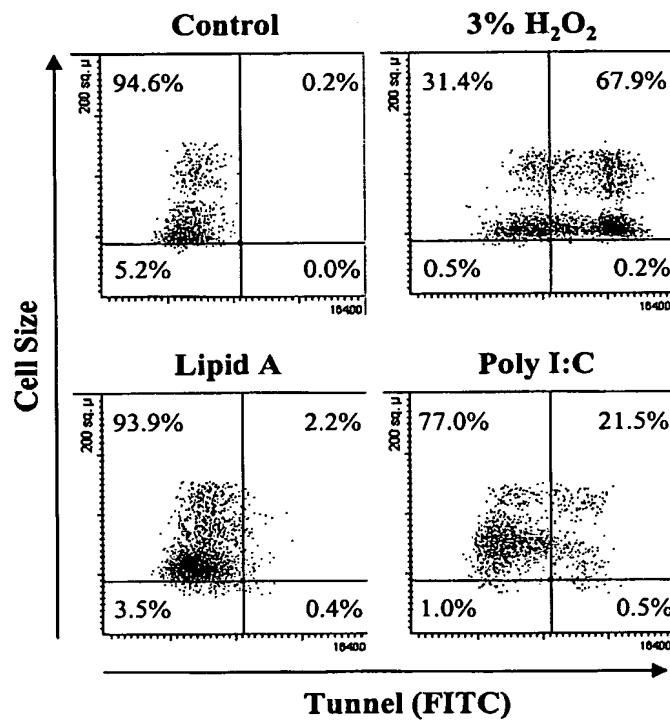 Control
3% H₂O₂
200 sq. μ
94.6%
0.2%
5.2%
0.0%
16400
200 sq. μ
31.4%
67.9%
0.5%
0.2%
16400
Cell Size
Lipid A
Poly I:C
200 sq. μ
93.9%
2.2%
3.5%
0.4%
16400
200 sq. μ
77.0%
21.5%
1.0%
0.5%
16400
Tunnel (FITC)